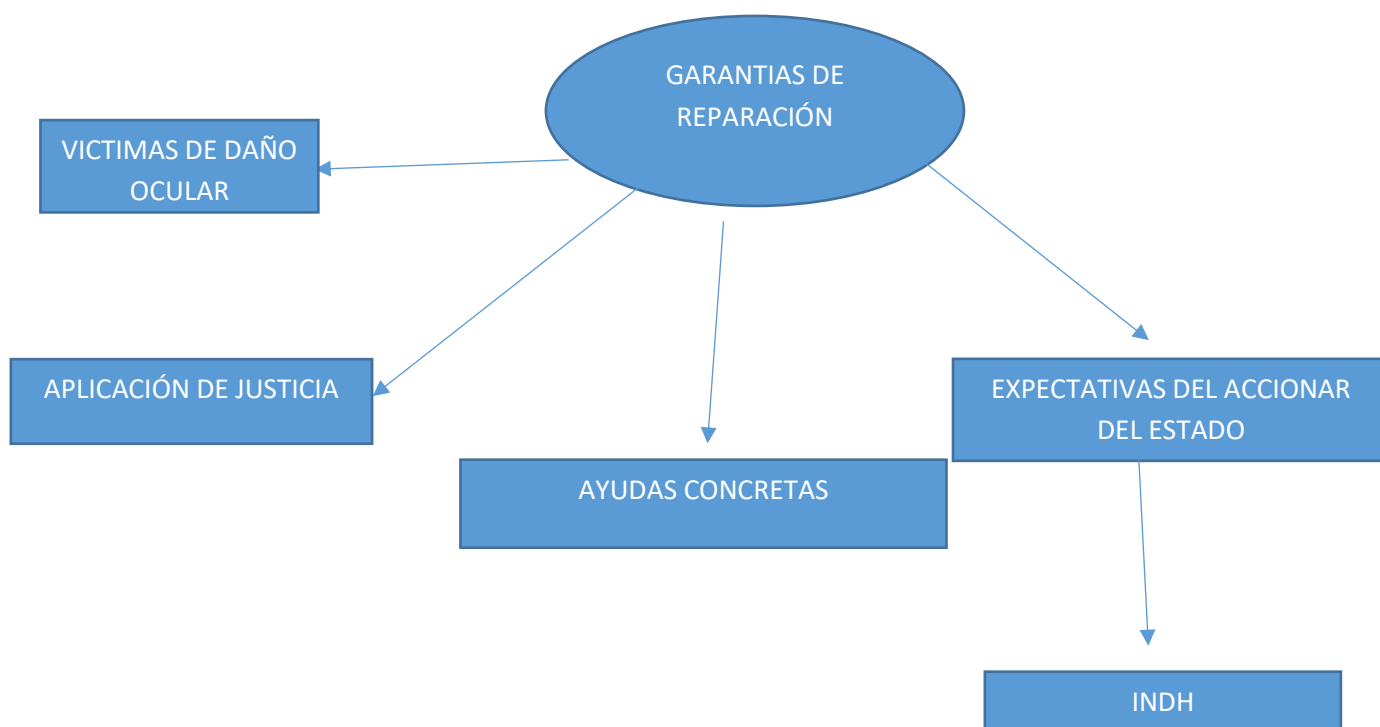 GARANTIAS DE
REPARACIÓN
VICTIMAS DE DAÑO
OCULAR
APLICACIÓN DE JUSTICIA
EXPECTATIVAS DEL ACCIONAR
DEL ESTADO
AYUDAS CONCRETAS
INDH